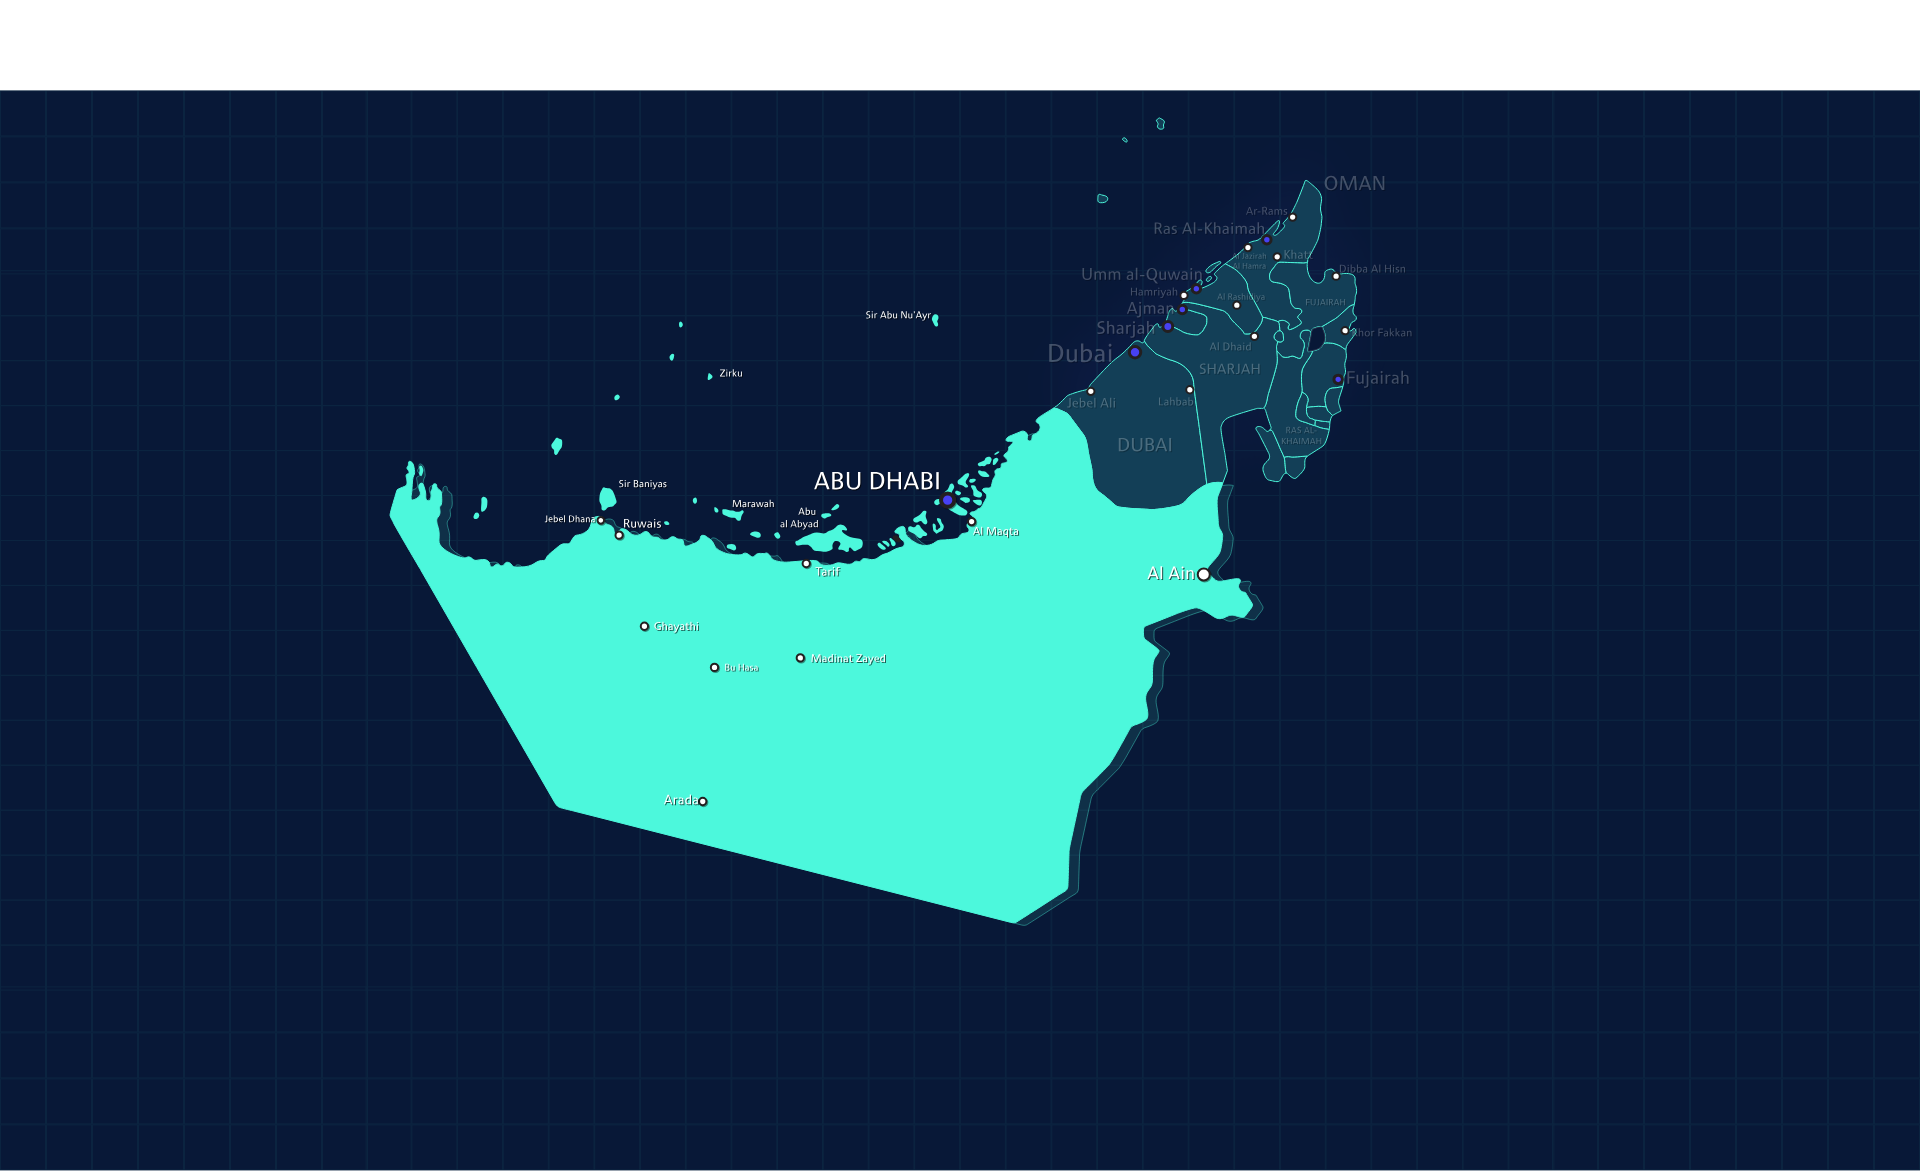 OMAN
Ar-Rams
Ras Al-Khaimah
Al Jazirah
Al Hamra
Khatt
Dibba Al Hisn
Umm al-Quwain
Hamriyah
Al Rashidiya
FUJAIRAH
Ajman
Sir Abu Nu'Ayr
Sharjah
Khor Fakkan
Al Dhaid
Dubai
SHARJAH
Zirku
Fujairah
Jebel Ali
Lahbab
RAS AL-
KHAIMAH
DUBAI
ABU DHABI
Sir Baniyas
Marawah
Abu
al Abyad
Jebel Dhana
Ruwais
Al Maqta
Tarif
Al Ain
Ghayathi
Madinat Zayed
Bu Hasa
Arada